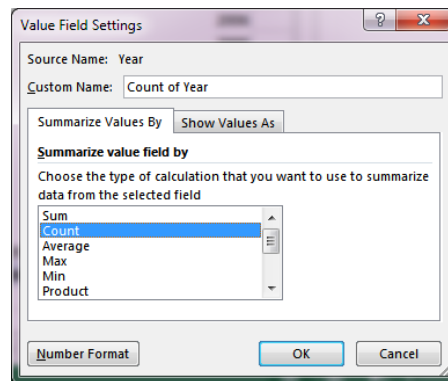 Value Field Settings
Source Name: Year
Custom Name: Count of Year
Summarize Values By Show Values As
Summarize value field by
Choose the type of calculation that you want to use to summarize
data from the selected field
Sum
Count
Average
Max
Min
Product
Number Format OK Cancel